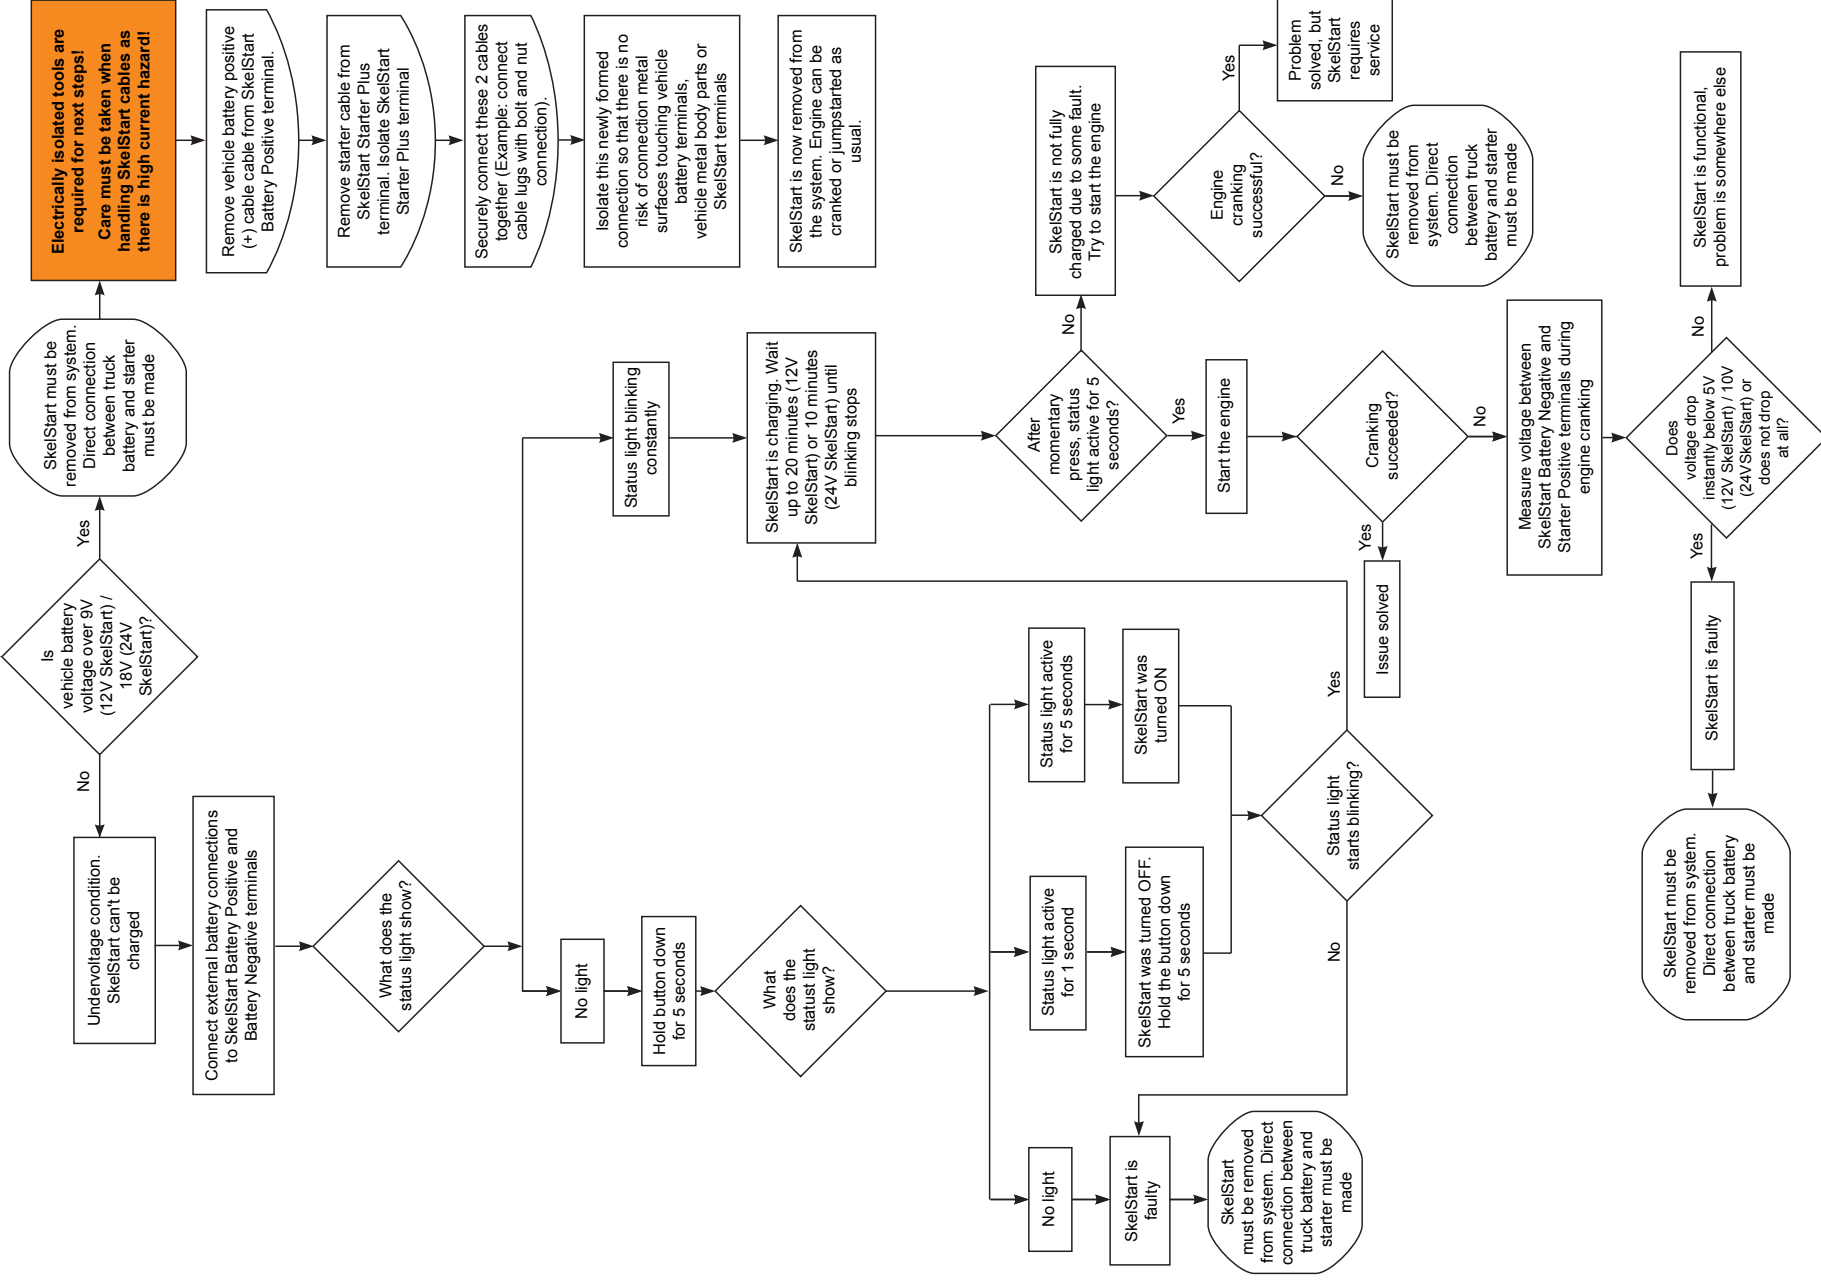 Is
vehicle battery
voltage over 9V
(12V SkelStart) /
18V (24V
SkelStart)?
Yes
SkelStart must be
removed from system.
Direct connection
between truck
battery and starter
must be made
Electrically isolated tools are
required for next steps!
Care must be taken when
handling SkelStart cables as
there is high current hazard!
Remove vehicle battery positive
(+) cable cable from SkelStart
Battery Positive terminal.
Remove starter cable from
SkelStart Starter Plus
terminal. Isolate SkelStart
Starter Plus terminal
Securely connect these 2 cables
together (Example: connect
cable lugs with bolt and nut
connection).
Isolate this newly formed
connection so that there is no
risk of connection metal
surfaces touching vehicle
battery terminals,
vehicle metal body parts or
SkelStart terminals
SkelStart is now removed from
the system. Engine can be
cranked or jumpstarted as
usual.
No
Undervoltage condition.
SkelStart can't be
charged
Connect external battery connections
to SkelStart Battery Positive and
Battery Negative terminals
What does the
status light show?
No light
Hold button down
for 5 seconds
What
does the
statust light
show?
No light
SkelStart is
faulty
SkelStart
must be removed
from system. Direct
connection between
truck battery and
starter must be
made
Status light active
for 1 second
SkelStart was turned OFF.
Hold the button down
for 5 seconds
Status light active
for 5 seconds
SkelStart was
turned ON
Status light
starts blinking?
No
Yes
Status light blinking
constantly
SkelStart is charging. Wait
up to 20 minutes (12V
SkelStart) or 10 minutes
(24V SkelStart) until
blinking stops
After
momentary
press, status
light active for 5
seconds?
No
SkelStart is not fully
charged due to some fault.
Try to start the engine
Engine
cranking
successful?
Yes
Problem
solved, but
SkelStart
requires
service
No
SkelStart must be
removed from
system. Direct
connection
between truck
battery and starter
must be made
Yes
Start the engine
Cranking
succeeded?
Yes
Issue solved
No
Measure voltage between
SkelStart Battery Negative and
Starter Positive terminals during
engine cranking
Does
voltage drop
instantly below 5V
(12V SkelStart) / 10V
(24VSkelStart) or
does not drop
at all?
No
SkelStart is functional,
problem is somewhere else
Yes
SkelStart is faulty
SkelStart must be
removed from system.
Direct connection
between truck battery
and starter must be
made